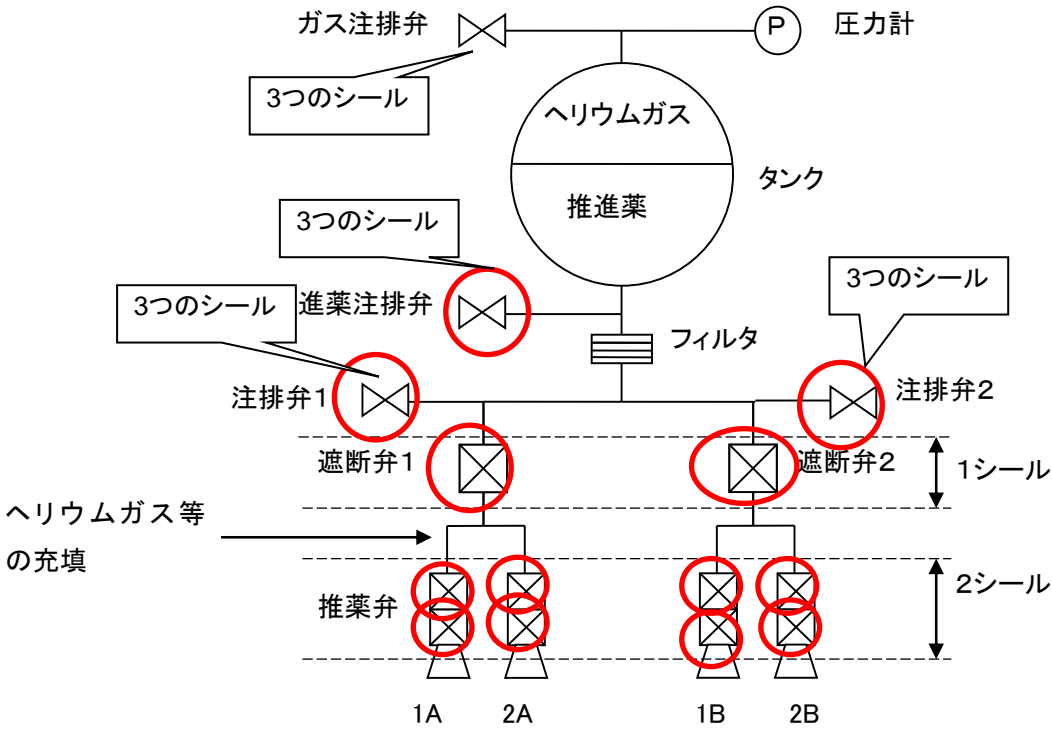 ガス注排弁
P
圧力計
3つのシール
ヘリウムガス
タンク
推進薬
3つのシール
3つのシール
3つのシール
進薬注排弁
フィルタ
注排弁1
注排弁2
遮断弁1
遮断弁2
1シール
ヘリウムガス等
の充填
2シール
推薬弁
1A
2A
1B
2B